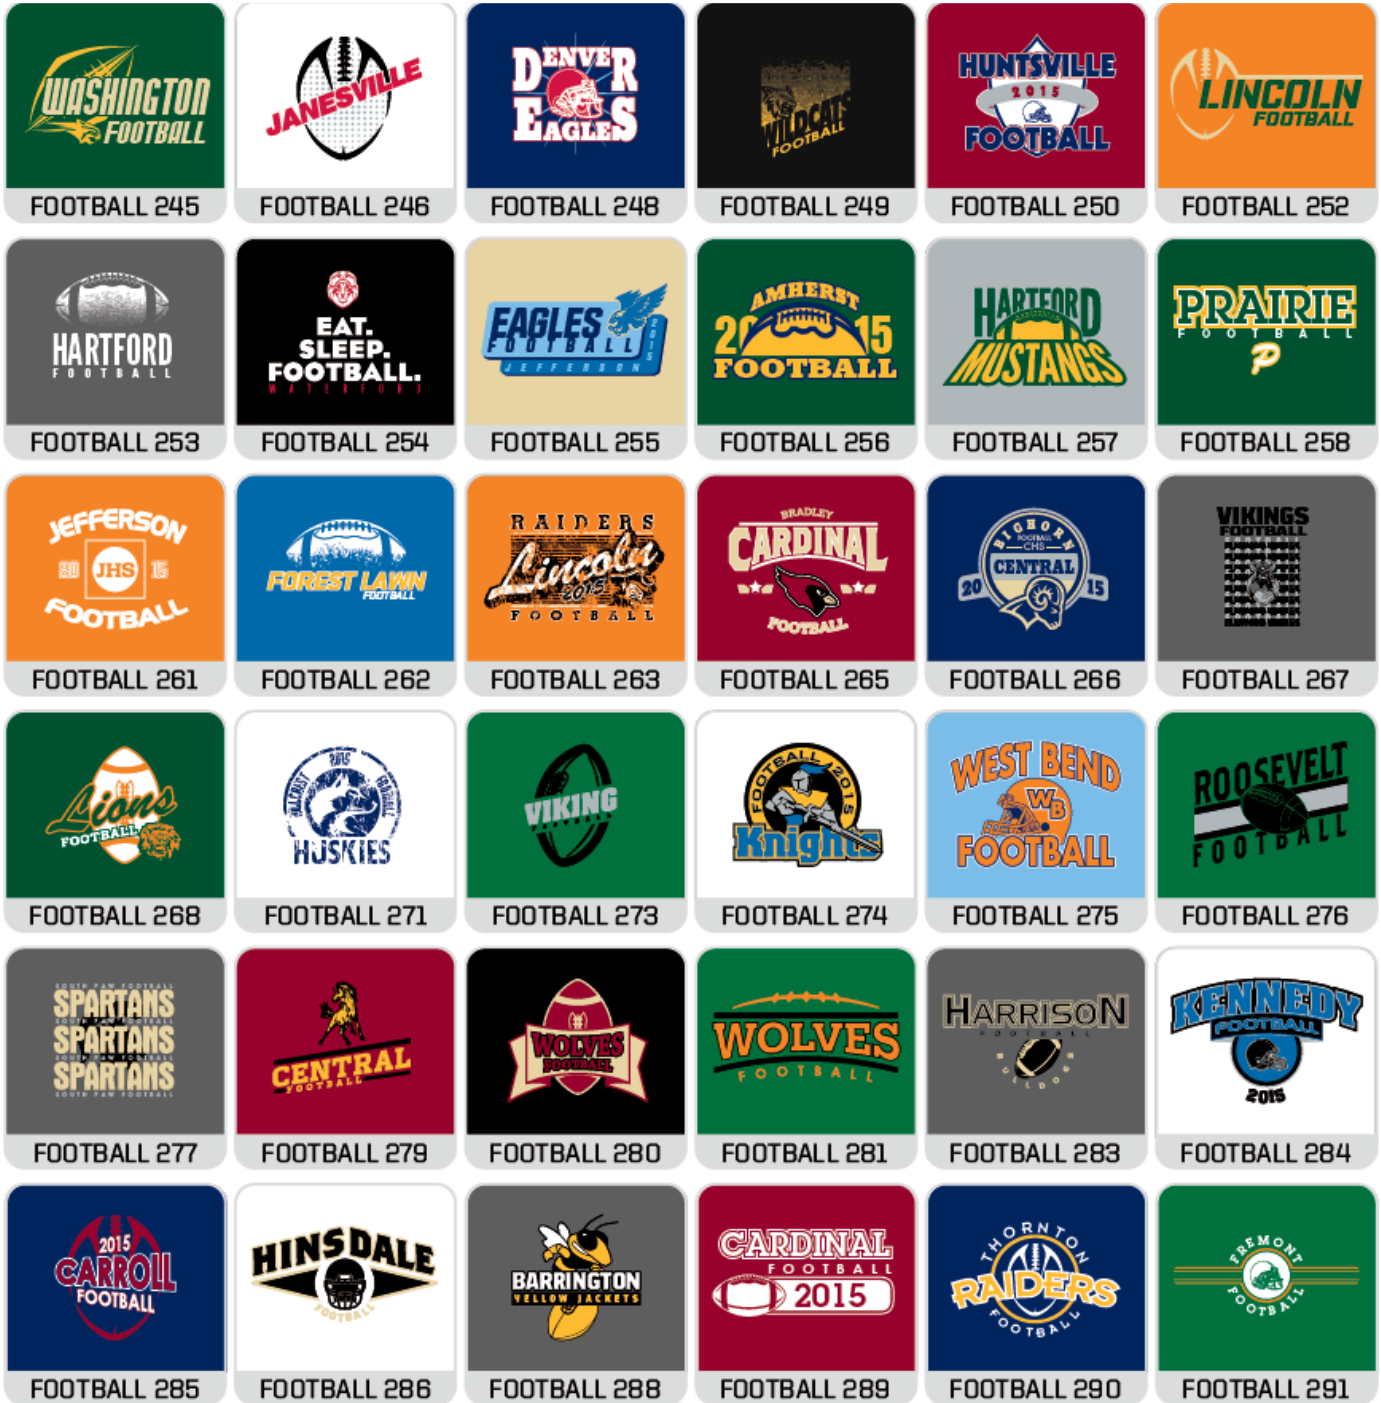 WASHINGTON
FOOTBALL
FOOTBALL 245
JANESVILLE
FOOTBALL 246
DENVER
EAGLES
FOOTBALL 248
WILDCATS
FOOTBALL
FOOTBALL 249
HUNTSVILLE
2015
FOOTBALL
FOOTBALL 250
LINCOLN
FOOTBALL
FOOTBALL 252
HARTFORD
FOOTBALL
FOOTBALL 253
EAT.
SLEEP.
FOOTBALL.
WATERFORD
FOOTBALL 254
EAGLES
FOOTBALL
2015
JEFFERSON
FOOTBALL 255
AMHERST
2015
FOOTBALL
FOOTBALL 256
HARTFORD
MUSTANGS
FOOTBALL 257
PRAIRIE
FOOTBALL
P
FOOTBALL 258
JEFFERSON
20 JHS 15
FOOTBALL
FOOTBALL 261
FOREST LAWN
FOOTBALL
FOOTBALL 262
RAIDERS
Lincoln
2015
FOOTBALL
FOOTBALL 263
BRADLEY
CARDINAL
FOOTBALL
FOOTBALL 265
BIGHORN
FOOTBALL
CHS
CENTRAL
20 15
FOOTBALL 266
VIKINGS
FOOTBALL
FOOTBALL 267
Lions
FOOTBALL
FOOTBALL 268
2015
HILLCREST FOOTBALL
HUSKIES
FOOTBALL 271
VIKING
FOOTBALL 273
FOOTBALL 2015
Knights
FOOTBALL 274
WEST BEND
WB
FOOTBALL
FOOTBALL 275
ROOSEVELT
FOOTBALL
FOOTBALL 276
SOUTH PAW FOOTBALL
SPARTANS
SOUTH PAW FOOTBALL
SPARTANS
SOUTH PAW FOOTBALL
SPARTANS
SOUTH PAW FOOTBALL
FOOTBALL 277
CENTRAL
FOOTBALL
FOOTBALL 279
WOLVES
FOOTBALL
FOOTBALL 280
WOLVES
FOOTBALL
FOOTBALL 281
HARRISON
FOOTBALL
BULLDOGS
FOOTBALL 283
KENNEDY
FOOTBALL
2015
FOOTBALL 284
2015
CARROLL
FOOTBALL
FOOTBALL 285
HINSDALE
FOOTBALL
FOOTBALL 286
BARRINGTON
YELLOW JACKETS
FOOTBALL 288
CARDINAL
FOOTBALL
2015
FOOTBALL 289
THORNTON
RAIDERS
FOOTBALL
FOOTBALL 290
FREMONT
FOOTBALL
FOOTBALL 291